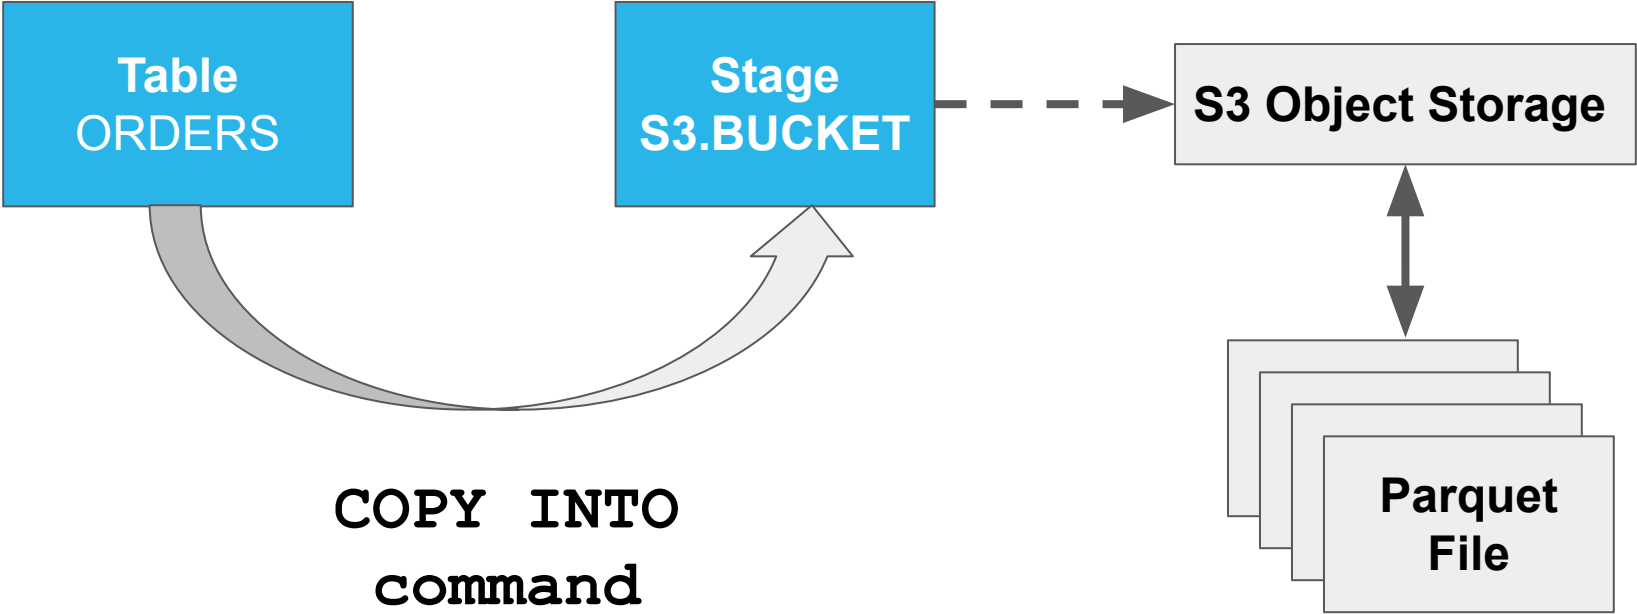 Table
ORDERS
Stage
S3.BUCKET
S3 Object Storage
COPY INTO
command
Parquet
File